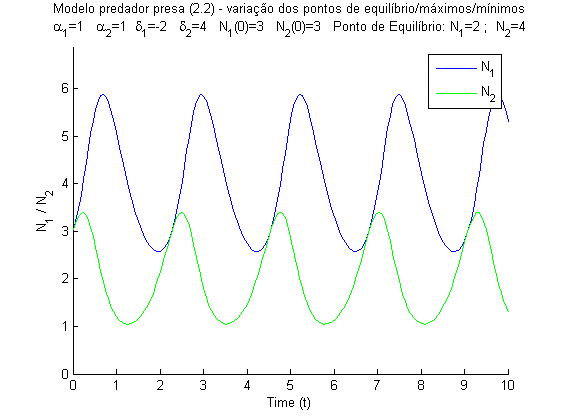 Modelo predador presa (2.2) - variação dos pontos de equilíbrio/máximos/mínimos
α₁=1 α₂=1 δ₁=-2 δ₂=4 N₁(0)=3 N₂(0)=3 Ponto de Equilíbrio: N₁=2 ; N₂=4
N₁
N₂
6
5
4
3
2
1
0
N₁ / N₂
0 1 2 3 4 5 6 7 8 9 10
Time (t)